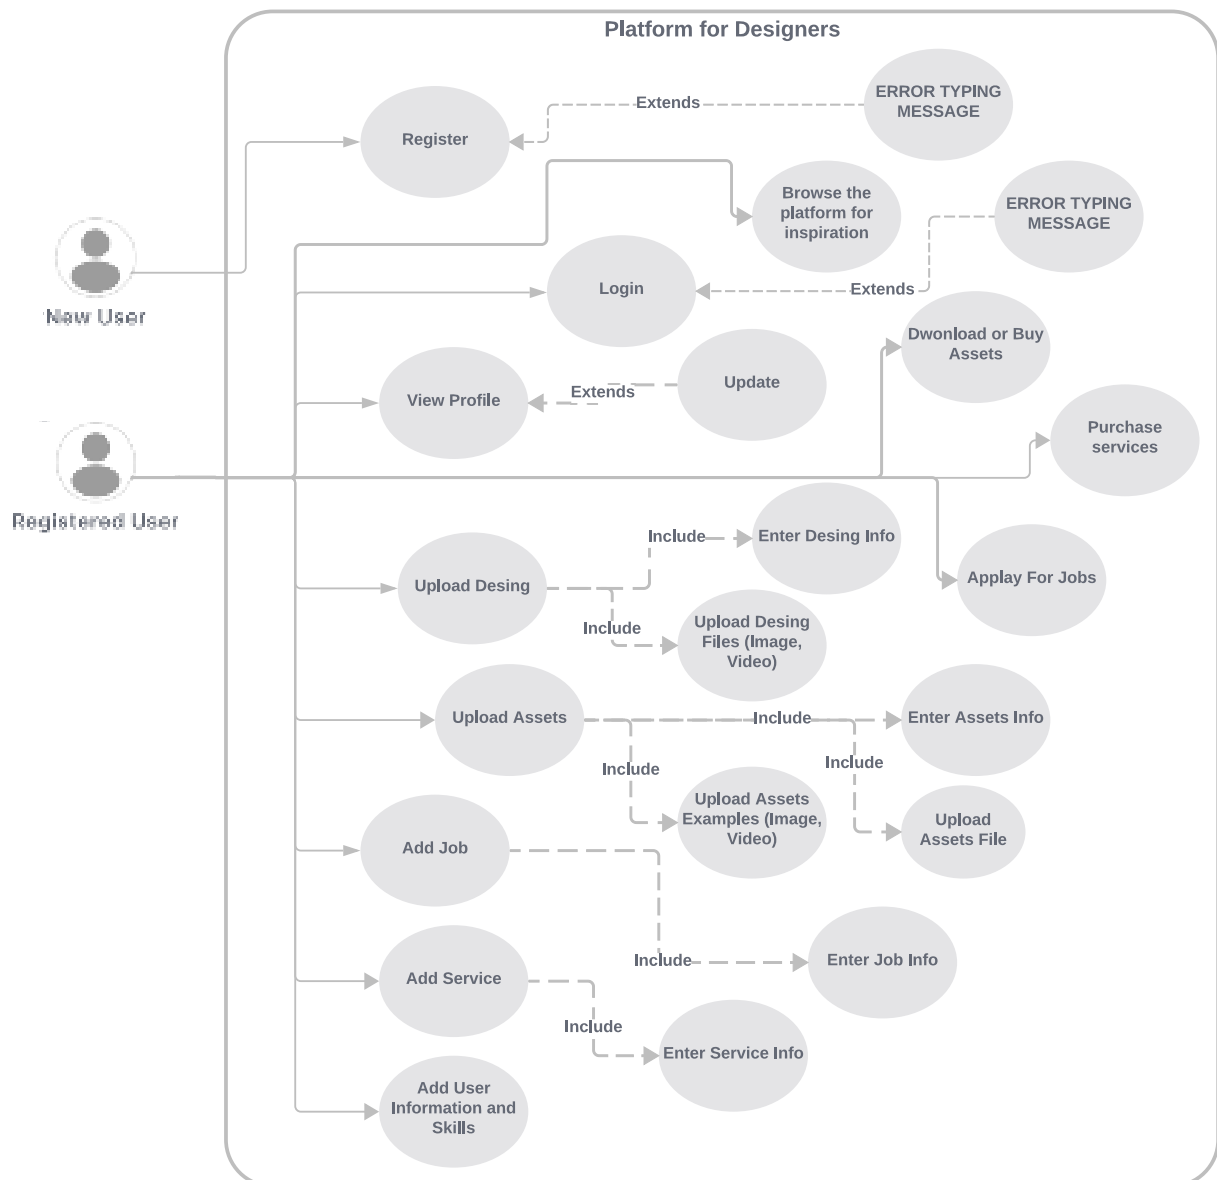 Platform for Designers
ERROR TYPING
MESSAGE
Extends
Register
Browse the
platform for
inspiration
ERROR TYPING
MESSAGE
New User
Login
Extends
Dwonload or Buy
Assets
Update
View Profile
Extends
Purchase
services
Registered User
Include
Enter Desing Info
Upload Desing
Applay For Jobs
Include
Upload Desing
Files (Image,
Video)
Upload Assets
Include
Enter Assets Info
Include
Include
Upload Assets
Examples (Image,
Video)
Upload
Assets File
Add Job
Include
Enter Job Info
Add Service
Include
Enter Service Info
Add User
Information and
Skills